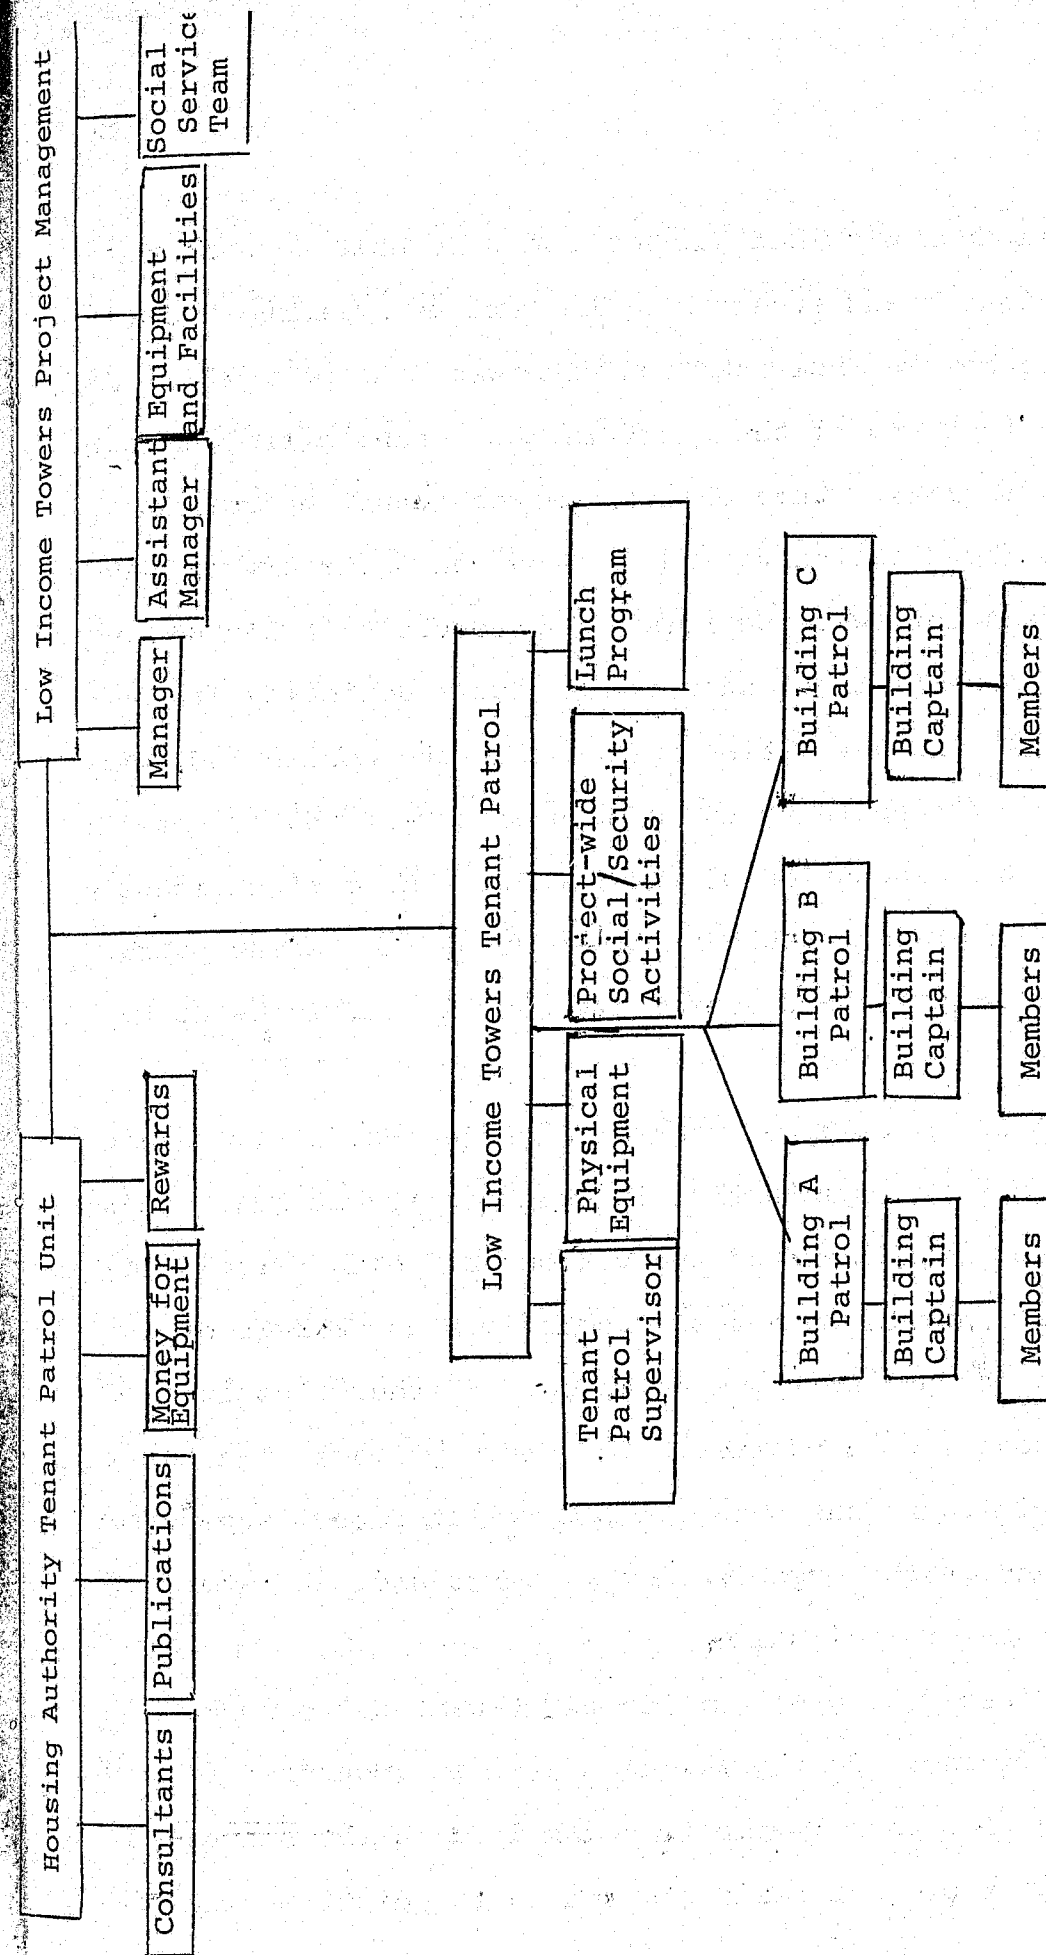 Housing Authority Tenant Patrol Unit
Low Income Towers Project Management
Consultants
Publications
Money for
Equipment
Rewards
Manager
Assistant
Manager
Equipment
and Facilities
Social
Service
Team
Low Income Towers Tenant Patrol
Tenant
Patrol
Supervisor
Physical
Equipment
Project-wide
Social/Security
Activities
Lunch
Program
Building A
Patrol
Building B
Patrol
Building C
Patrol
Building
Captain
Building
Captain
Building
Captain
Members
Members
Members